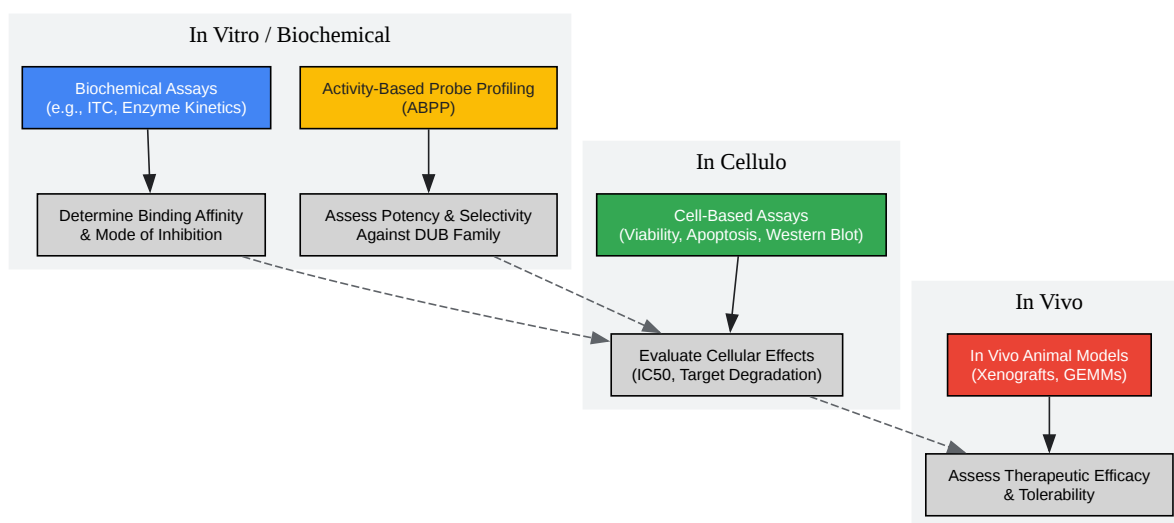 In Vitro / Biochemical
Biochemical Assays
(e.g., ITC, Enzyme Kinetics)
Activity-Based Probe Profiling
(ABPP)
Determine Binding Affinity
& Mode of Inhibition
Assess Potency & Selectivity
Against DUB Family
In Cellulo
Cell-Based Assays
(Viability, Apoptosis, Western Blot)
Evaluate Cellular Effects
(IC50, Target Degradation)
In Vivo
In Vivo Animal Models
(Xenografts, GEMMs)
Assess Therapeutic Efficacy
& Tolerability